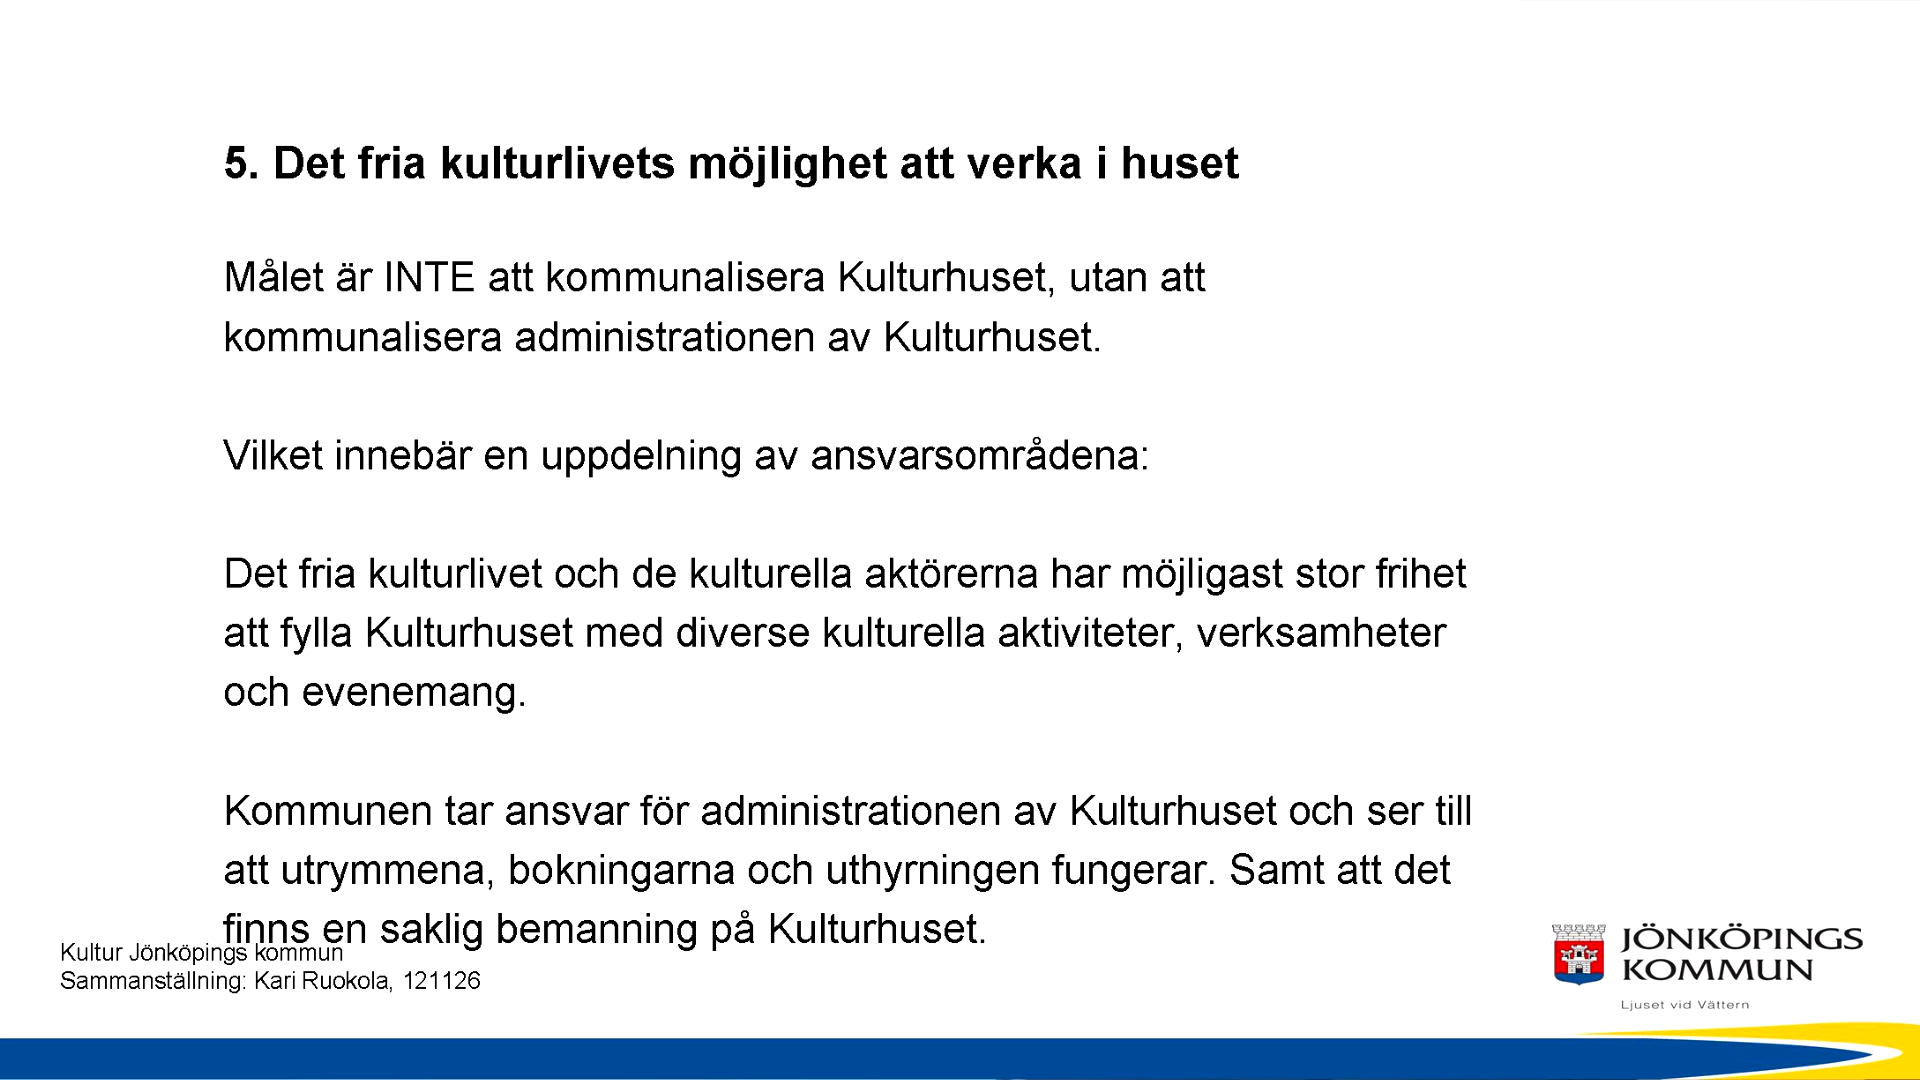 5. Det fria kulturlivets möjlighet att verka i huset
Målet är INTE att kommunalisera Kulturhuset, utan att
kommunalisera administrationen av Kulturhuset.
Vilket innebär en uppdelning av ansvarsområdena:
Det fria kulturlivet och de kulturella aktörerna har möjligast stor frihet
att fylla Kulturhuset med diverse kulturella aktiviteter, verksamheter
och evenemang.
Kommunen tar ansvar för administrationen av Kulturhuset och ser till
att utrymmena, bokningarna och uthyrningen fungerar. Samt att det
finns en saklig bemanning på Kulturhuset.
Kultur Jönköpings kommun
Sammanställning: Kari Ruokola, 121126
JÖNKÖPINGS
KOMMUN
Ljuset vid Vättern